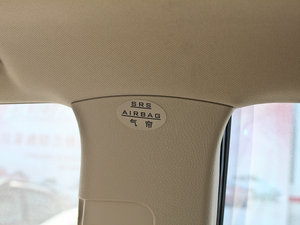 SRS
AIRBAG
气 帘